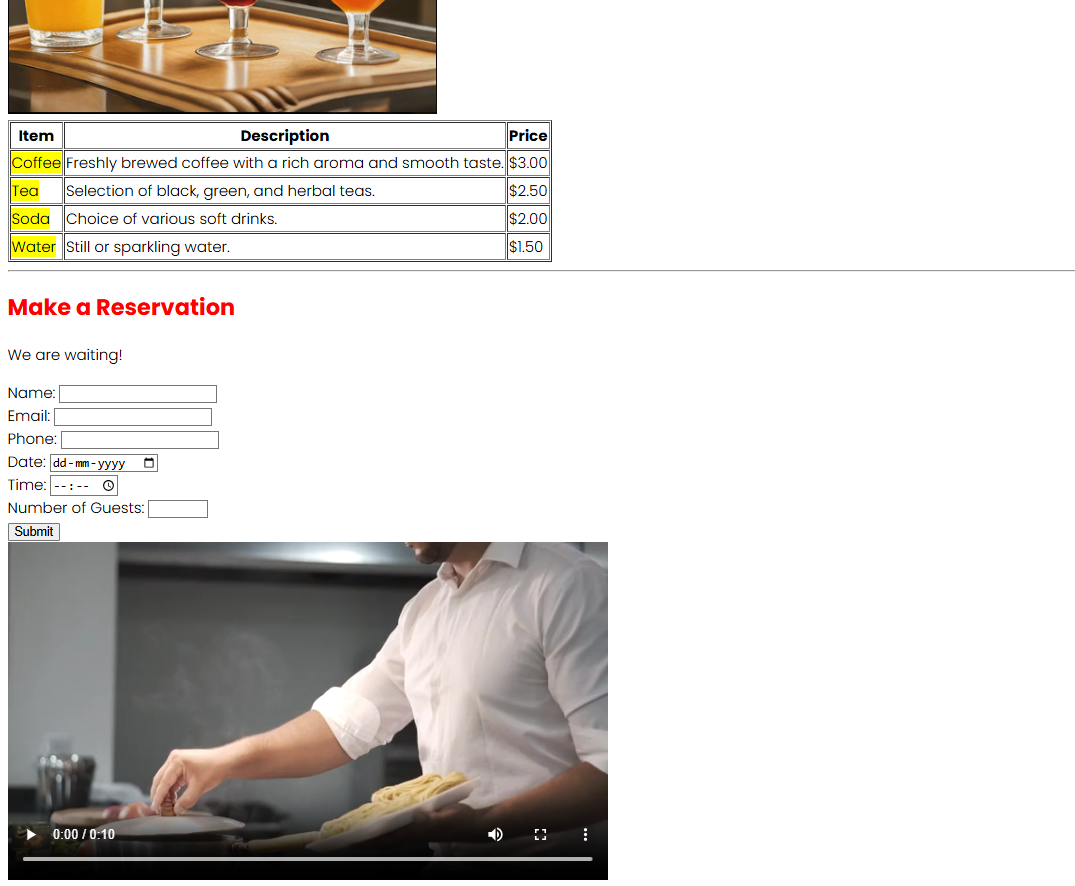 Item Description Price
Coffee Freshly brewed coffee with a rich aroma and smooth taste. $3.00
Tea Selection of black, green, and herbal teas. $2.50
Soda Choice of various soft drinks. $2.00
Water Still or sparkling water. $1.50
Make a Reservation
We are waiting!
Name:
Email:
Phone:
Date: dd-mm-yyyy
Time: --:--
Number of Guests:
Submit
0:00 / 0:10